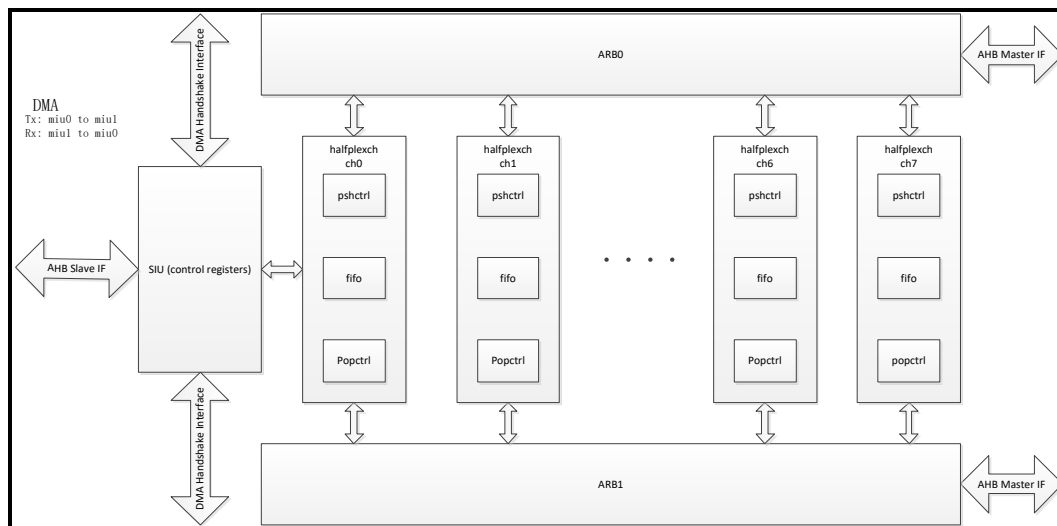 ARB0
AHB Master IF
DMA Handshake Interface
DMA
Tx: miu0 to miu1
Rx: miu1 to miu0
halfplexch
ch0
halfplexch
ch1
halfplexch
ch6
halfplexch
ch7
pshctrl
pshctrl
pshctrl
pshctrl
AHB Slave IF
SIU (control registers)
fifo
fifo
. . . .
fifo
fifo
Popctrl
Popctrl
Popctrl
popctrl
DMA Handshake Interface
ARB1
AHB Master IF